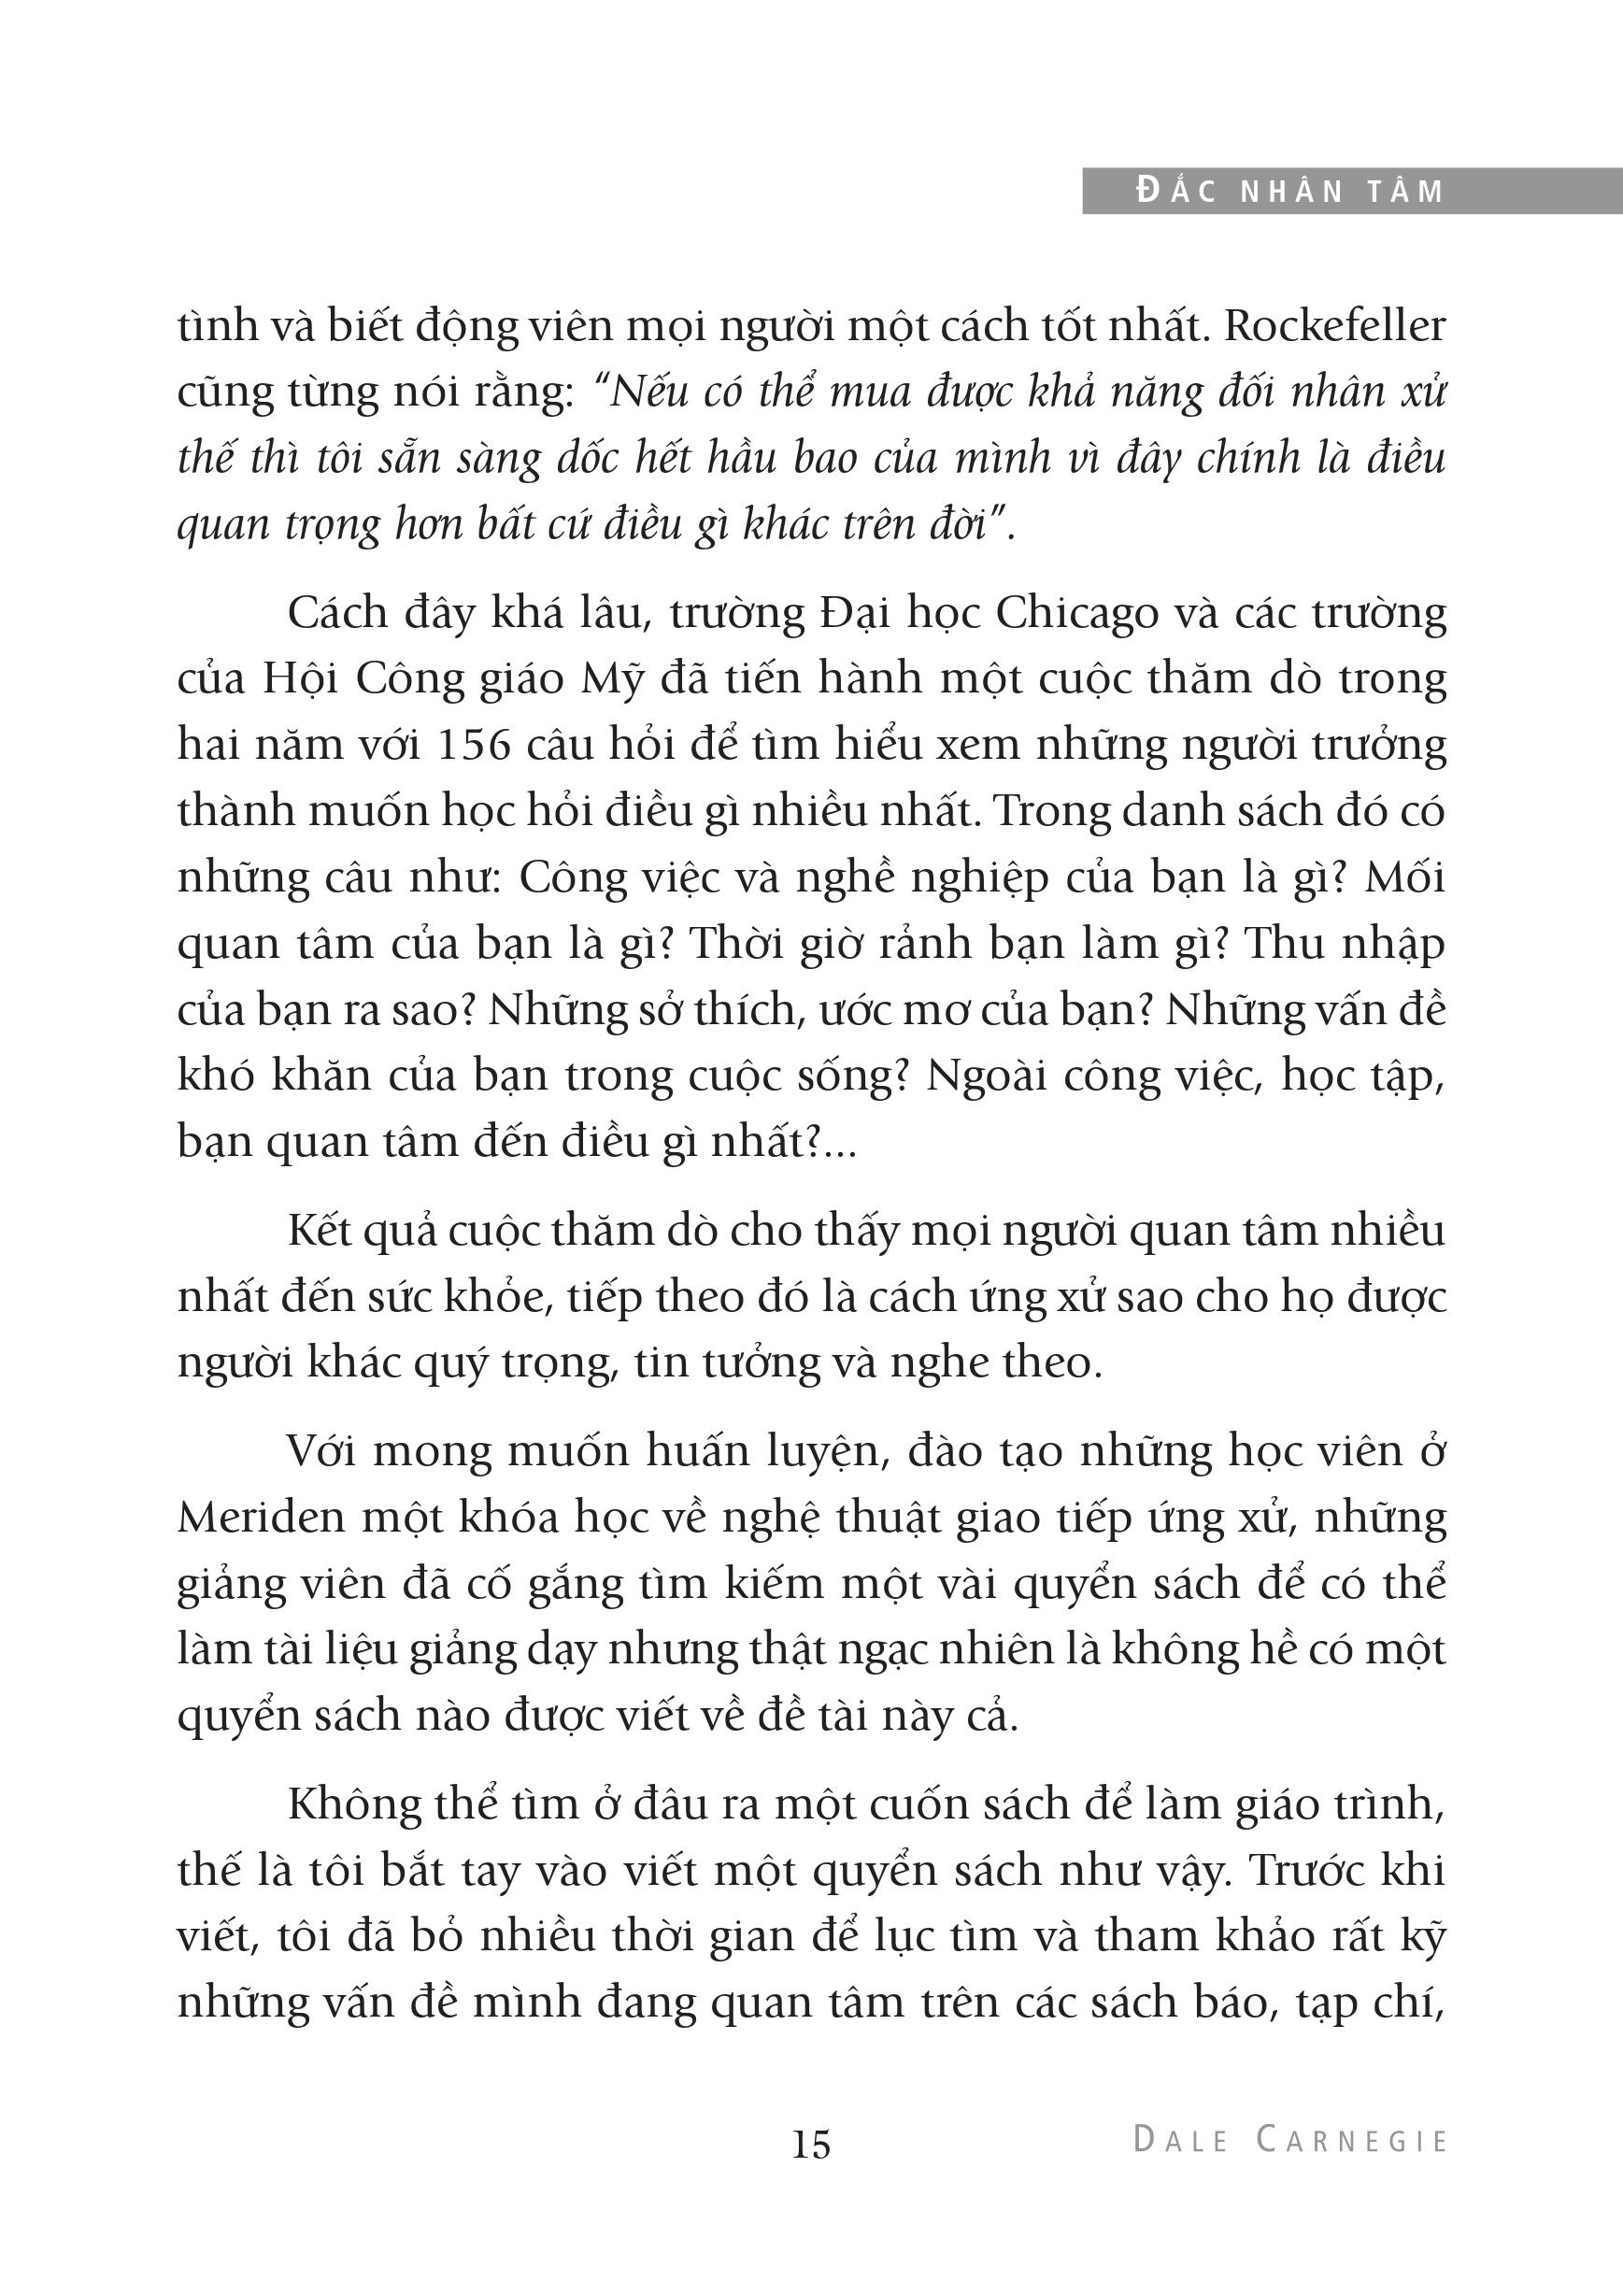 ĐẮC NHÂN TÂM
tình và biết động viên mọi người một cách tốt nhất. Rockefeller
cũng từng nói rằng: “Nếu có thể mua được khả năng đối nhân xử
thế thì tôi sẵn sàng dốc hết hầu bao của mình vì đây chính là điều
quan trọng hơn bất cứ điều gì khác trên đời”.
Cách đây khá lâu, trường Đại học Chicago và các trường
của Hội Công giáo Mỹ đã tiến hành một cuộc thăm dò trong
hai năm với 156 câu hỏi để tìm hiểu xem những người trưởng
thành muốn học hỏi điều gì nhiều nhất. Trong danh sách đó có
những câu như: Công việc và nghề nghiệp của bạn là gì? Mối
quan tâm của bạn là gì? Thời giờ rảnh bạn làm gì? Thu nhập
của bạn ra sao? Những sở thích, ước mơ của bạn? Những vấn đề
khó khăn của bạn trong cuộc sống? Ngoài công việc, học tập,
bạn quan tâm đến điều gì nhất?...
Kết quả cuộc thăm dò cho thấy mọi người quan tâm nhiều
nhất đến sức khỏe, tiếp theo đó là cách ứng xử sao cho họ được
người khác quý trọng, tin tưởng và nghe theo.
Với mong muốn huấn luyện, đào tạo những học viên ở
Meriden một khóa học về nghệ thuật giao tiếp ứng xử, những
giảng viên đã cố gắng tìm kiếm một vài quyển sách để có thể
làm tài liệu giảng dạy nhưng thật ngạc nhiên là không hề có một
quyển sách nào được viết về đề tài này cả.
Không thể tìm ở đâu ra một cuốn sách để làm giáo trình,
thế là tôi bắt tay vào viết một quyển sách như vậy. Trước khi
viết, tôi đã bỏ nhiều thời gian để lục tìm và tham khảo rất kỹ
những vấn đề mình đang quan tâm trên các sách báo, tạp chí,
15
DALE CARNEGIE